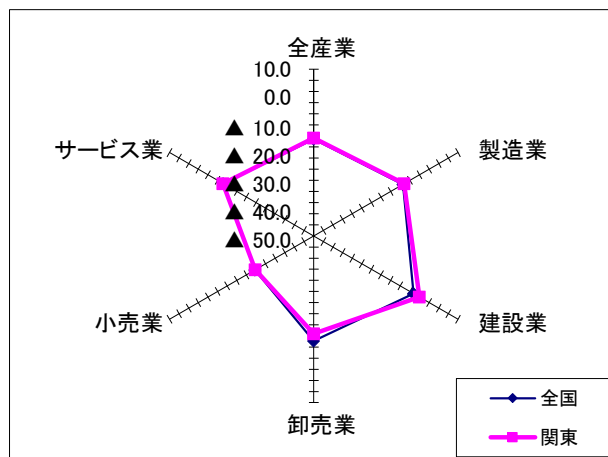 全産業
10.0
0.0
▲ 10.0
▲ 20.0
▲ 30.0
▲ 40.0
▲ 50.0
サービス業
製造業
小売業
建設業
卸売業
全国
関東